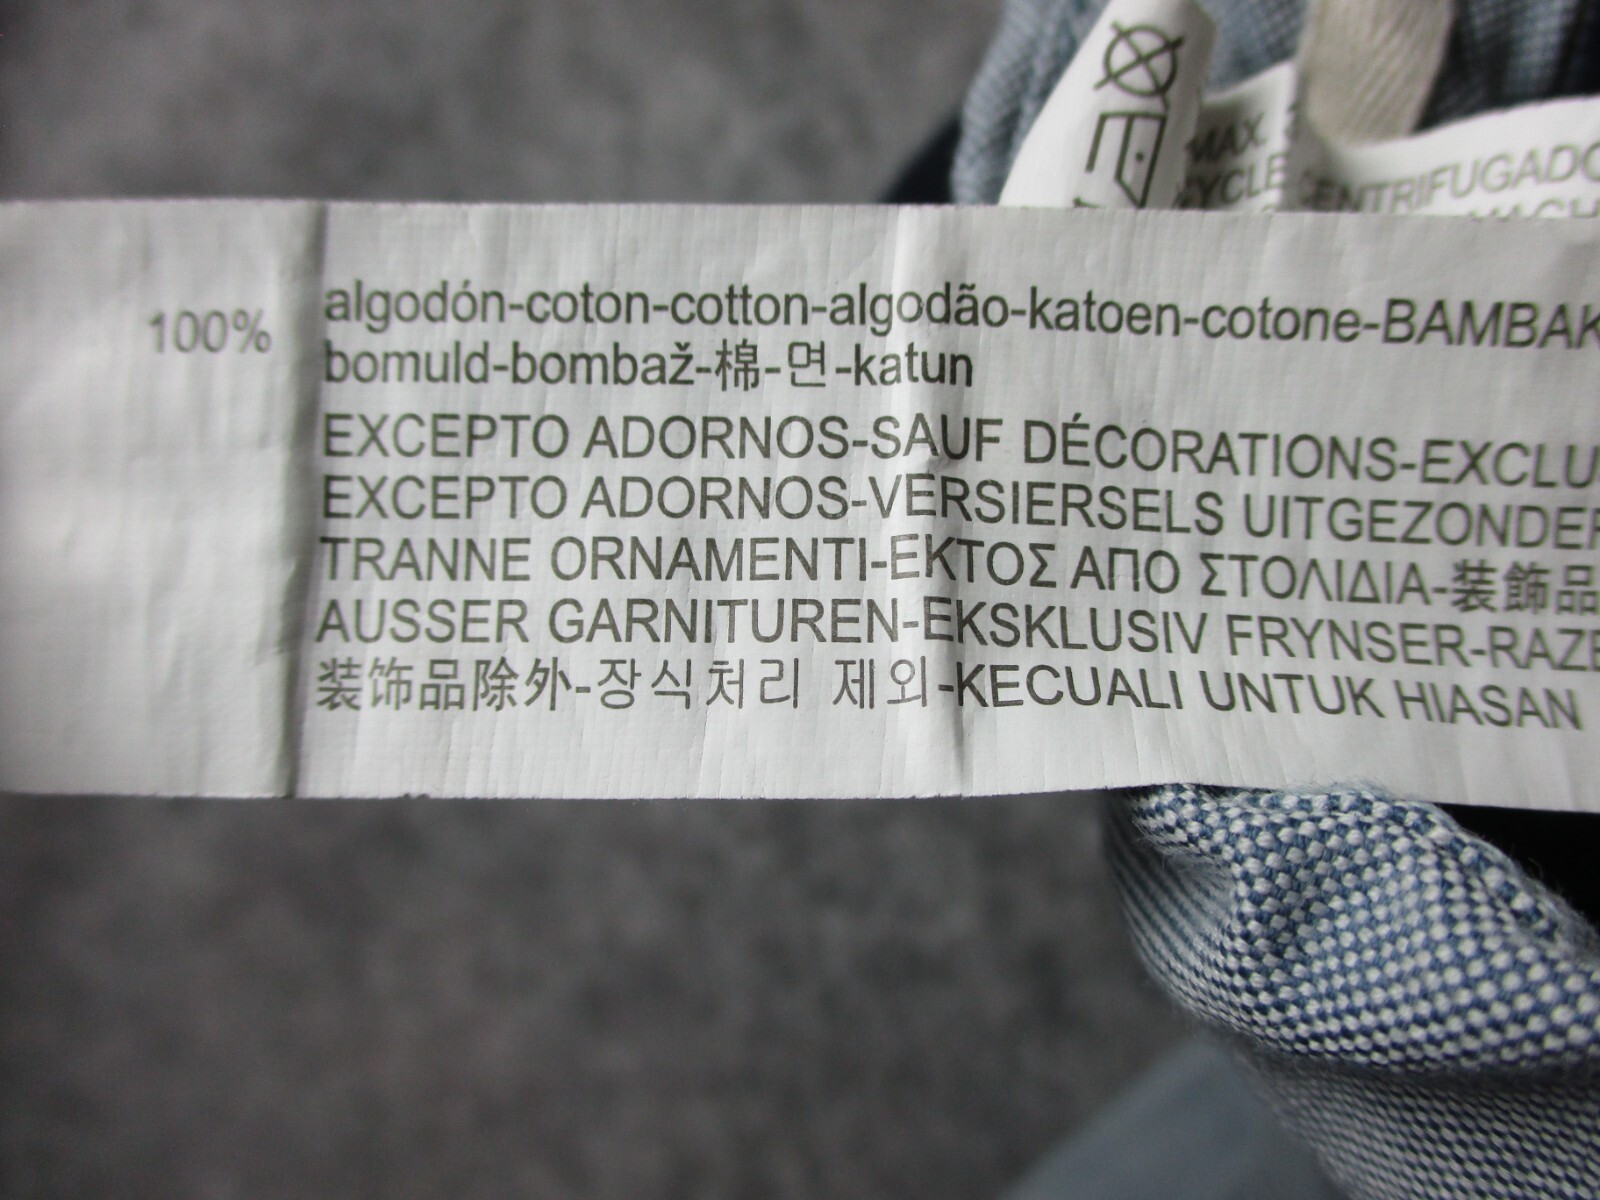 MAX.
CYCLE
CENTRIFUGADO
100%
algodón-coton-cotton-algodão-katoen-cotone-BAMBAK
bomuld-bombaž-棉-면-katun
EXCEPTO ADORNOS-SAUF DÉCORATIONS-EXCLU
EXCEPTO ADORNOS-VERSIERSELS UITGEZONDER
TRANNE ORNAMENTI-ΕΚΤΟΣ ΑΠΟ ΣΤΟΛΙΔΙΑ-装飾品
AUSSER GARNITUREN-EKSKLUSIV FRYNSER-RAZE
装饰品除外-장식처리 제외-KECUALI UNTUK HIASAN